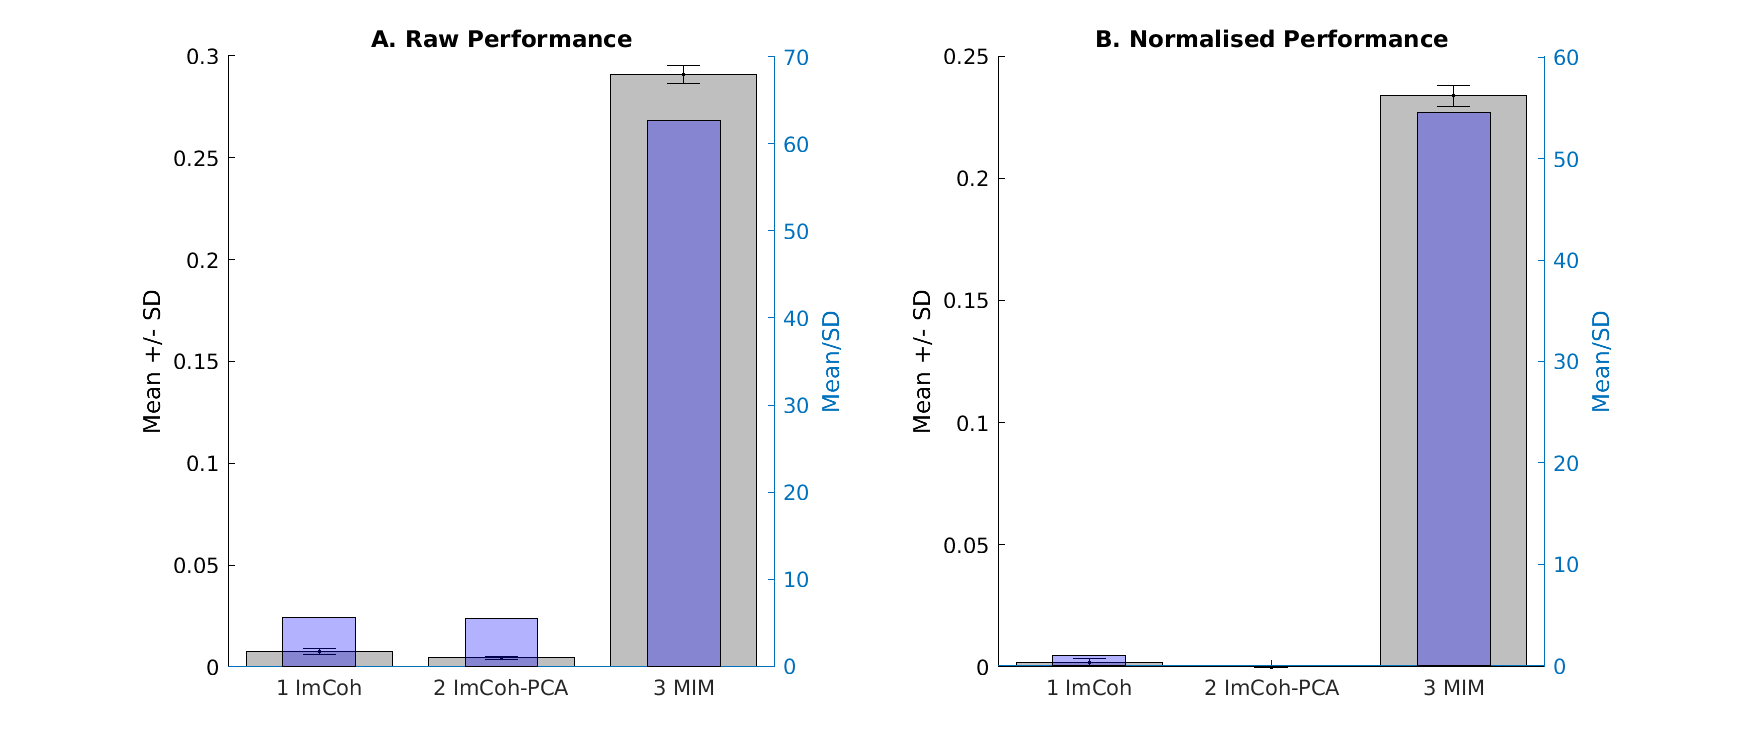 A. Raw Performance
0.3
0.25
0.2
0.15
0.1
0.05
0
Mean +/- SD
70
60
50
40
30
20
10
0
Mean/SD
1 ImCoh
2 ImCoh-PCA
3 MIM
B. Normalised Performance
0.25
0.2
0.15
0.1
0.05
0
Mean +/- SD
60
50
40
30
20
10
0
Mean/SD
1 ImCoh
2 ImCoh-PCA
3 MIM